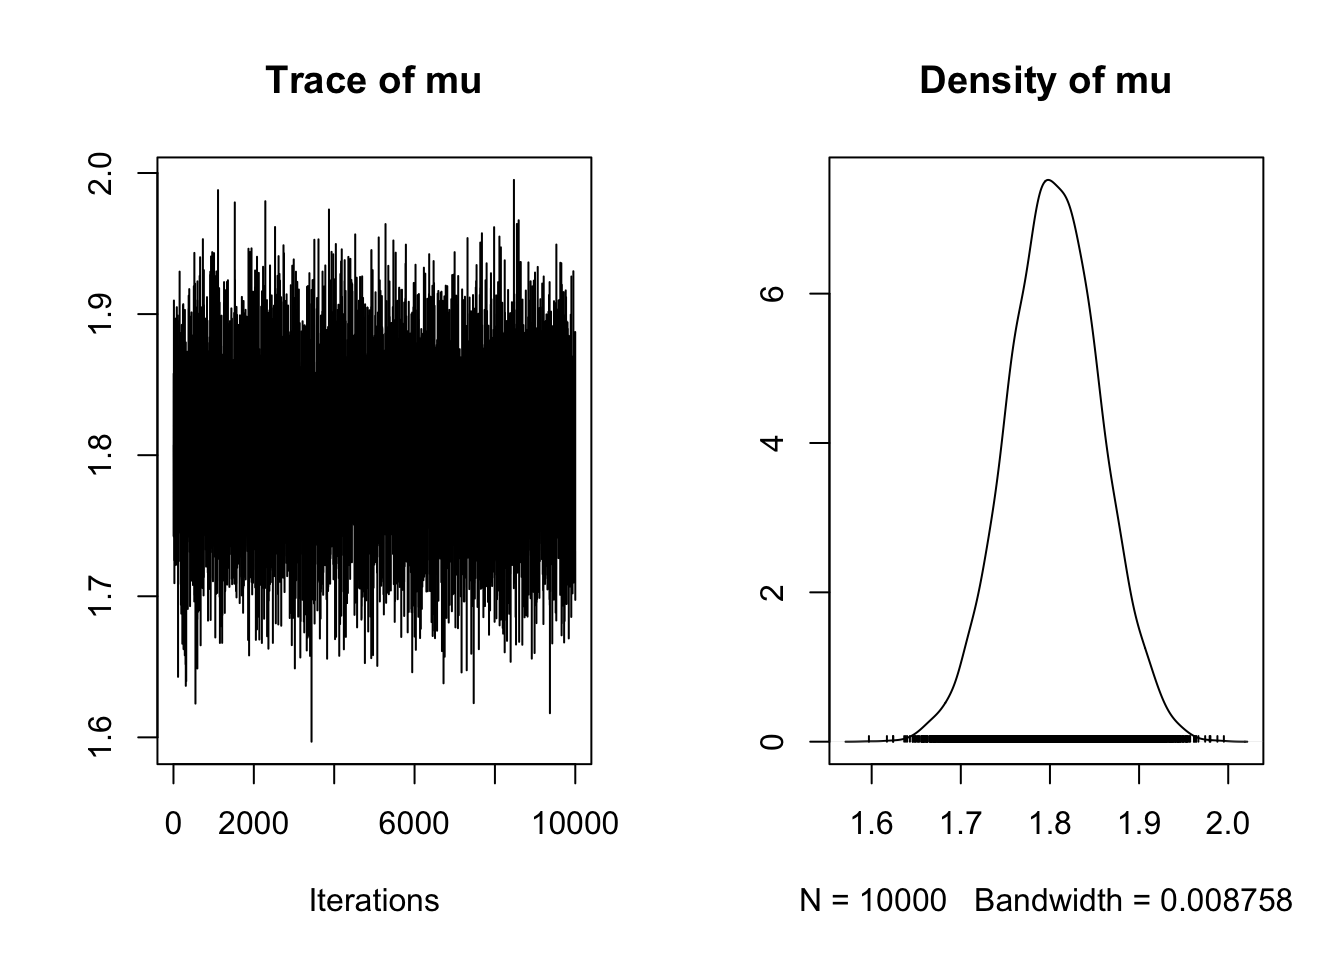 Trace of mu
2.0
1.9
1.8
1.7
1.6
0 2000 6000 10000
Iterations
Density of mu
6
4
2
0
1.6 1.7 1.8 1.9 2.0
N = 10000 Bandwidth = 0.008758